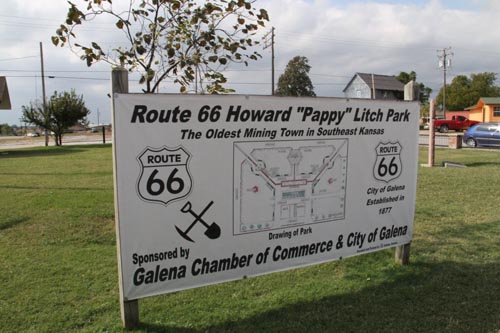 Route 66 Howard "Pappy" Litch Park
The Oldest Mining Town in Southeast Kansas
ROUTE
66
ROUTE
66
City of Galena
Established in
1877
Drawing of Park
Sponsored by
Galena Chamber of Commerce & City of Galena